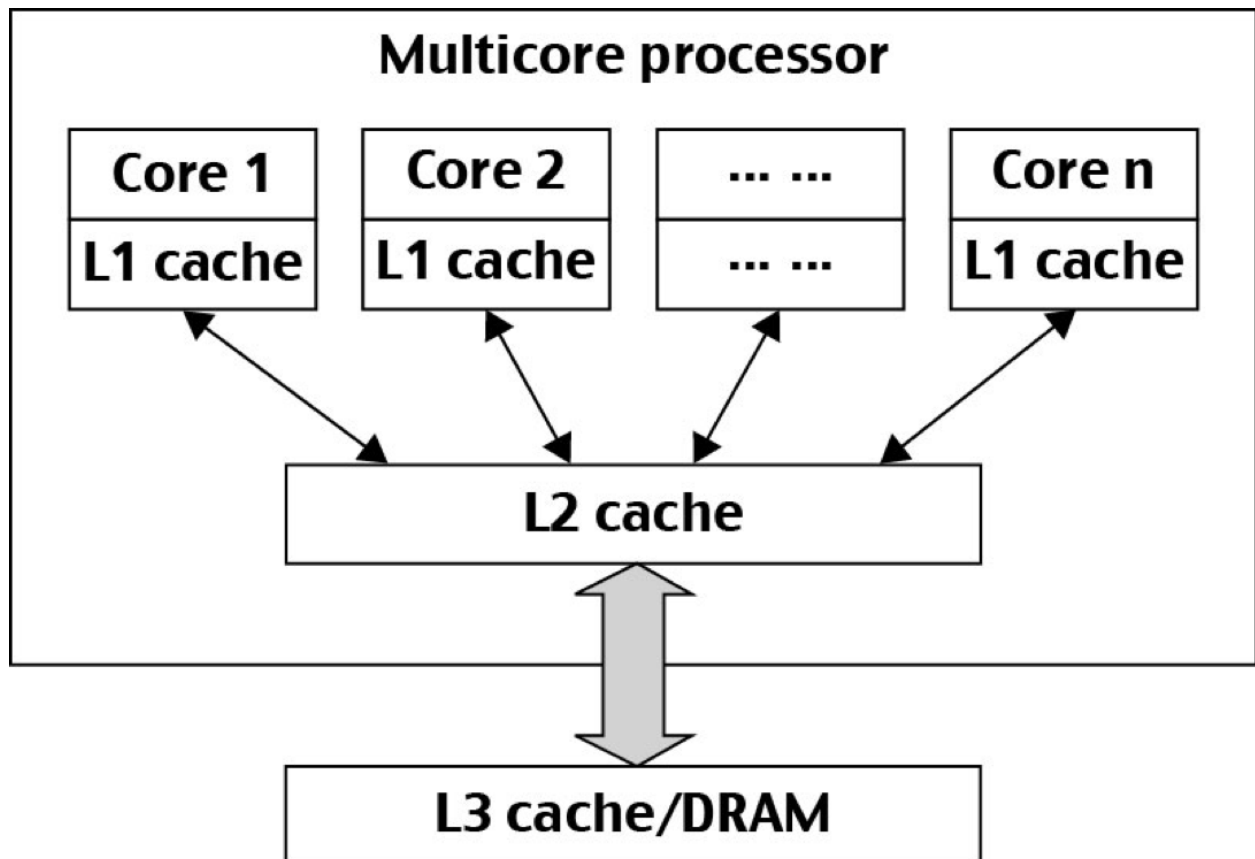 Multicore processor
Core 1
L1 cache
Core 2
L1 cache
... ...
... ...
Core n
L1 cache
L2 cache
L3 cache/DRAM